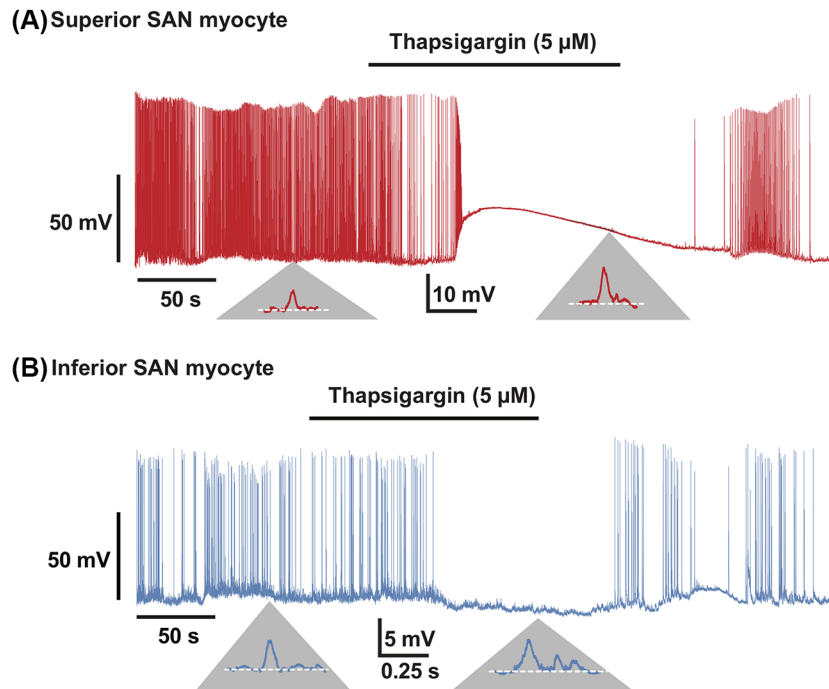 (A) Superior SAN myocyte
Thapsigargin (5 µM)
50 mV
50 s
10 mV
(B) Inferior SAN myocyte
Thapsigargin (5 µM)
50 mV
50 s
5 mV
0.25 s